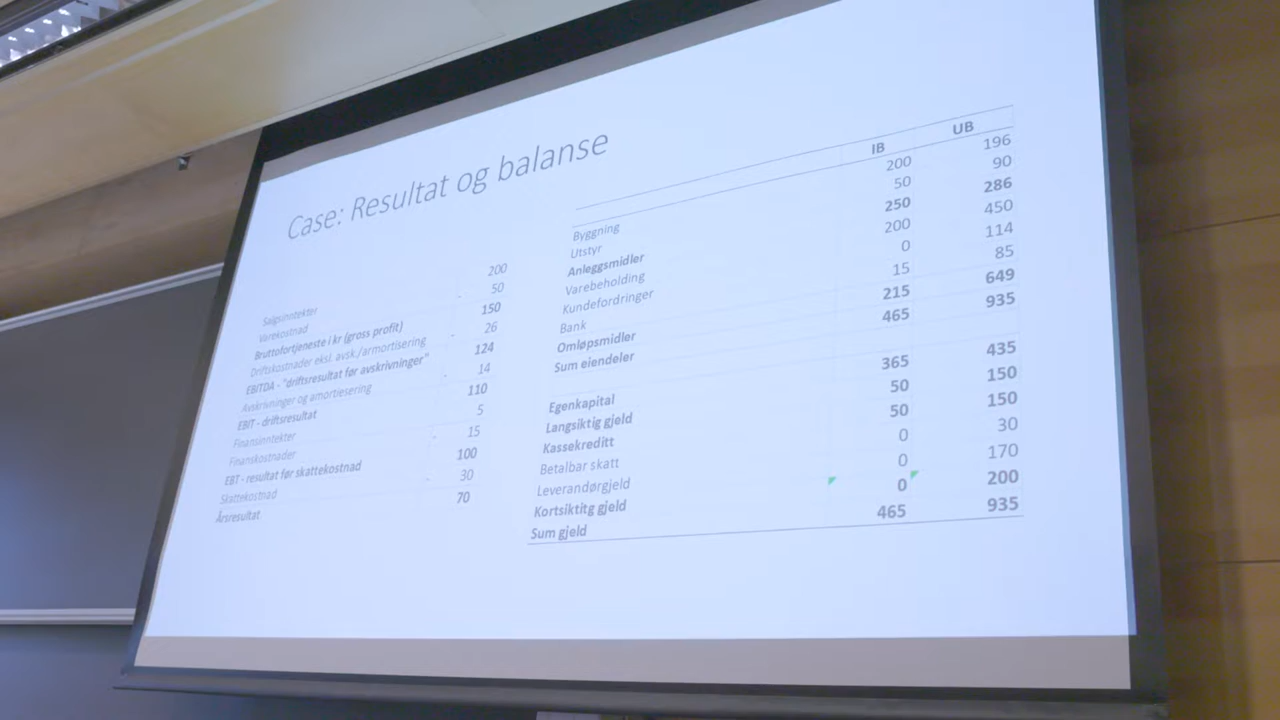 Case: Resultat og balanse
Salgsinntekter 200
Varekostnad - 50
Bruttofortjeneste i kr (gross profit) 150
Driftskostnader eksl. avsk./armortisering - 26
EBITDA - "driftsresultat før avskrivninger" 124
Avskrivninger og amortiesering - 14
EBIT - driftsresultat 110
Finansinntekter 5
Finanskostnader - 15
EBT - resultat før skattekostnad 100
Skattekostnad - 30
Årsresultat 70
IB UB
Byggning 200 196
Utstyr 50 90
Anleggsmidler 250 286
Varebeholding 200 450
Kundefordringer 0 114
Bank 15 85
Omløpsmidler 215 649
Sum eiendeler 465 935
Egenkapital 365 435
Langsiktig gjeld 50 150
Kassekreditt 50 150
Betalbar skatt 0 30
Leverandørgjeld 0 170
Kortsiktitg gjeld 0 200
Sum gjeld 465 935